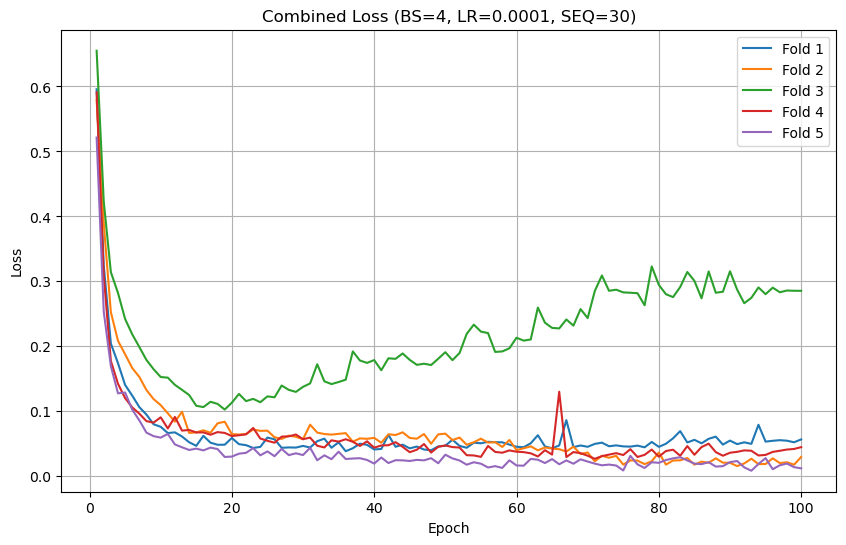 Combined Loss (BS=4, LR=0.0001, SEQ=30)
Fold 1
Fold 2
Fold 3
Fold 4
Fold 5
Loss
0.6
0.5
0.4
0.3
0.2
0.1
0.0
0 20 40 60 80 100
Epoch